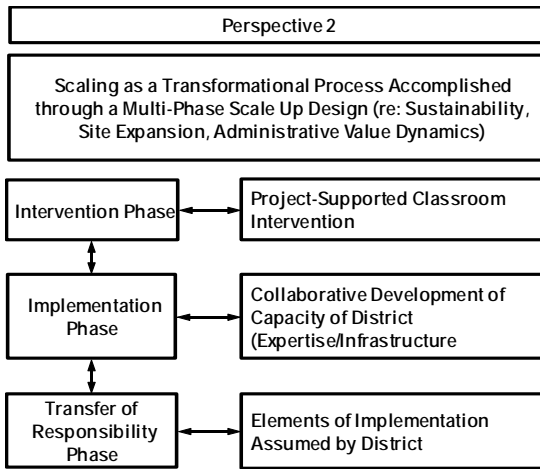 Perspective 2
Scaling as a Transformational Process Accomplished
through a Multi-Phase Scale Up Design (re: Sustainability,
Site Expansion, Administrative Value Dynamics)
Intervention Phase
Project-Supported Classroom
Intervention
Implementation
Phase
Collaborative Development of
Capacity of District
(Expertise/Infrastructure
Transfer of
Responsibility
Phase
Elements of Implementation
Assumed by District